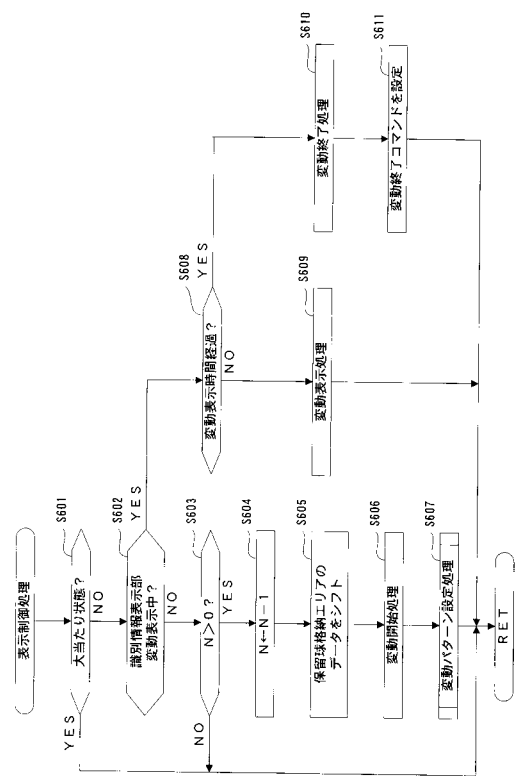 表示制御処理
S601
大当たり状態？
YES
NO
S602
識別情報表示部
変動表示中？
YES
NO
S603
N>0？
NO
YES
S604
N←N−1
S605
保留球格納エリアの
データをシフト
S606
変動開始処理
S607
変動パターン設定処理
RET
S608
変動表示時間経過？
YES
NO
S609
変動表示処理
S610
変動終了処理
S611
変動終了コマンドを設定